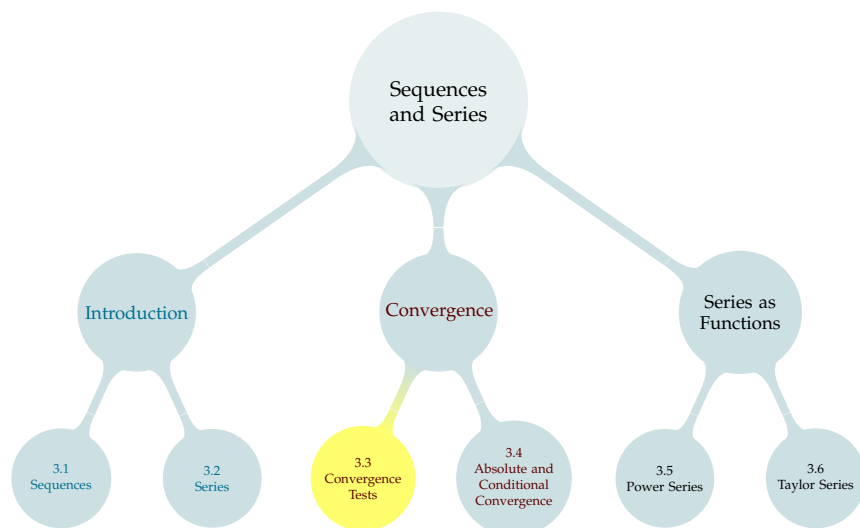 Sequences
and Series
Introduction
Convergence
Series as
Functions
3.1
Sequences
3.2
Series
3.3
Convergence
Tests
3.4
Absolute and
Conditional
Convergence
3.5
Power Series
3.6
Taylor Series